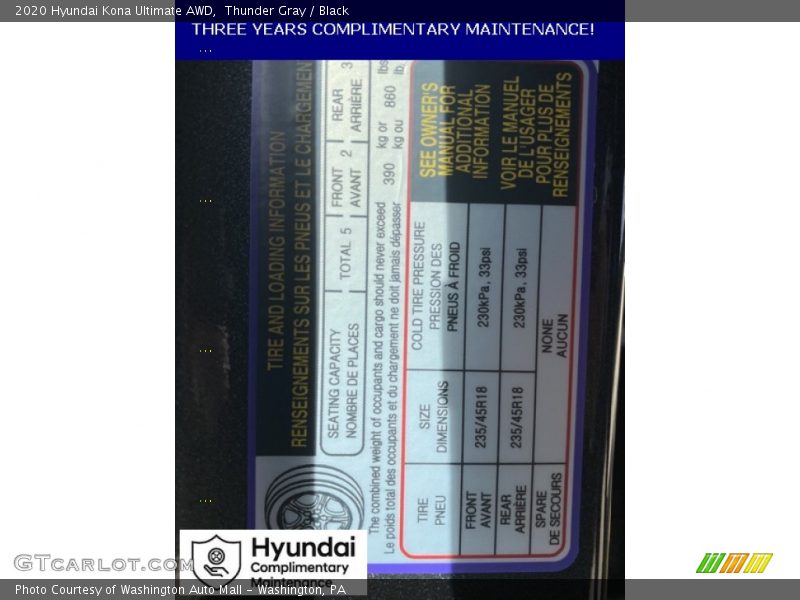 2020 Hyundai Kona Ultimate AWD, Thunder Gray / Black
THREE YEARS COMPLIMENTARY MAINTENANCE!
...
...
...
...
TIRE AND LOADING INFORMATION
RENSEIGNEMENTS SUR LES PNEUS ET LE CHARGEMEN
SEATING CAPACITY
NOMBRE DE PLACES
TOTAL 5
FRONT
AVANT
2
REAR
ARRIÈRE
3
The combined weight of occupants and cargo should never exceed 390 kg or 860 lbs
Le poids total des occupants et du chargement ne doit jamais dépasser kg ou lb.
TIRE
PNEU
SIZE
DIMENSIONS
COLD TIRE PRESSURE
PRESSION DES
PNEUS À FROID
FRONT
AVANT
235/45R18
230kPa, 33psi
REAR
ARRIÈRE
235/45R18
230kPa, 33psi
SPARE
DE SECOURS
NONE
AUCUN
SEE OWNER'S
MANUAL FOR
ADDITIONAL
INFORMATION
VOIR LE MANUEL
DE L'USAGER
POUR PLUS DE
RENSEIGNEMENTS
Hyundai
Complimentary
Maintenance
GTcarlot.com
Photo Courtesy of Washington Auto Mall - Washington, PA